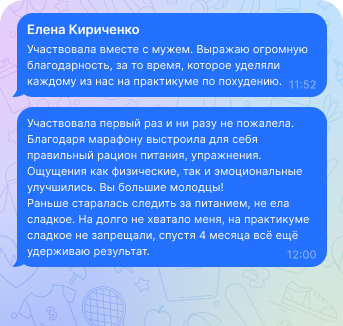 Елена Кириченко
Участвовала вместе с мужем. Выражаю огромную
благодарность, за то время, которое уделяли
каждому из нас на практикуме по похудению. 11:52
Участвовала первый раз и ни разу не пожалела.
Благодаря марафону выстроила для себя
правильный рацион питания, упражнения.
Ощущения как физические, так и эмоциональные
улучшились. Вы большие молодцы!
Раньше старалась следить за питанием, не ела
сладкое. На долго не хватало меня, на практикуме
сладкое не запрещали, спустя 4 месяца всё ещё
удерживаю результат. 12:00